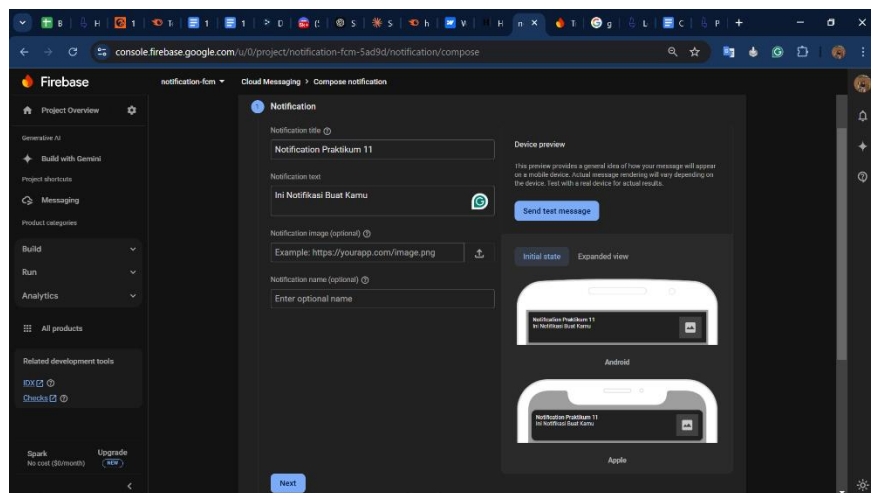 console.firebase.google.com/u/0/project/notification-fcm-5ad9d/notification/compose
Firebase
notification-fcm
Cloud Messaging > Compose notification
Project Overview
Generative AI
Build with Gemini
Project shortcuts
Messaging
Product categories
Build
Run
Analytics
All products
Related development tools
IDX
Checks
Spark
No cost ($0/month)
Upgrade
NEW
1 Notification
Notification title
Notification Praktikum 11
Notification text
Ini Notifikasi Buat Kamu
Notification image (optional)
Example: https://yourapp.com/image.png
Notification name (optional)
Enter optional name
Next
Device preview
This preview provides a general idea of how your message will appear
on a mobile device. Actual message rendering will vary depending on
the device. Test with a real device for actual results.
Send test message
Initial state
Expanded view
Notification Praktikum 11
Ini Notifikasi Buat Kamu
Android
Notification Praktikum 11
Ini Notifikasi Buat Kamu
Apple